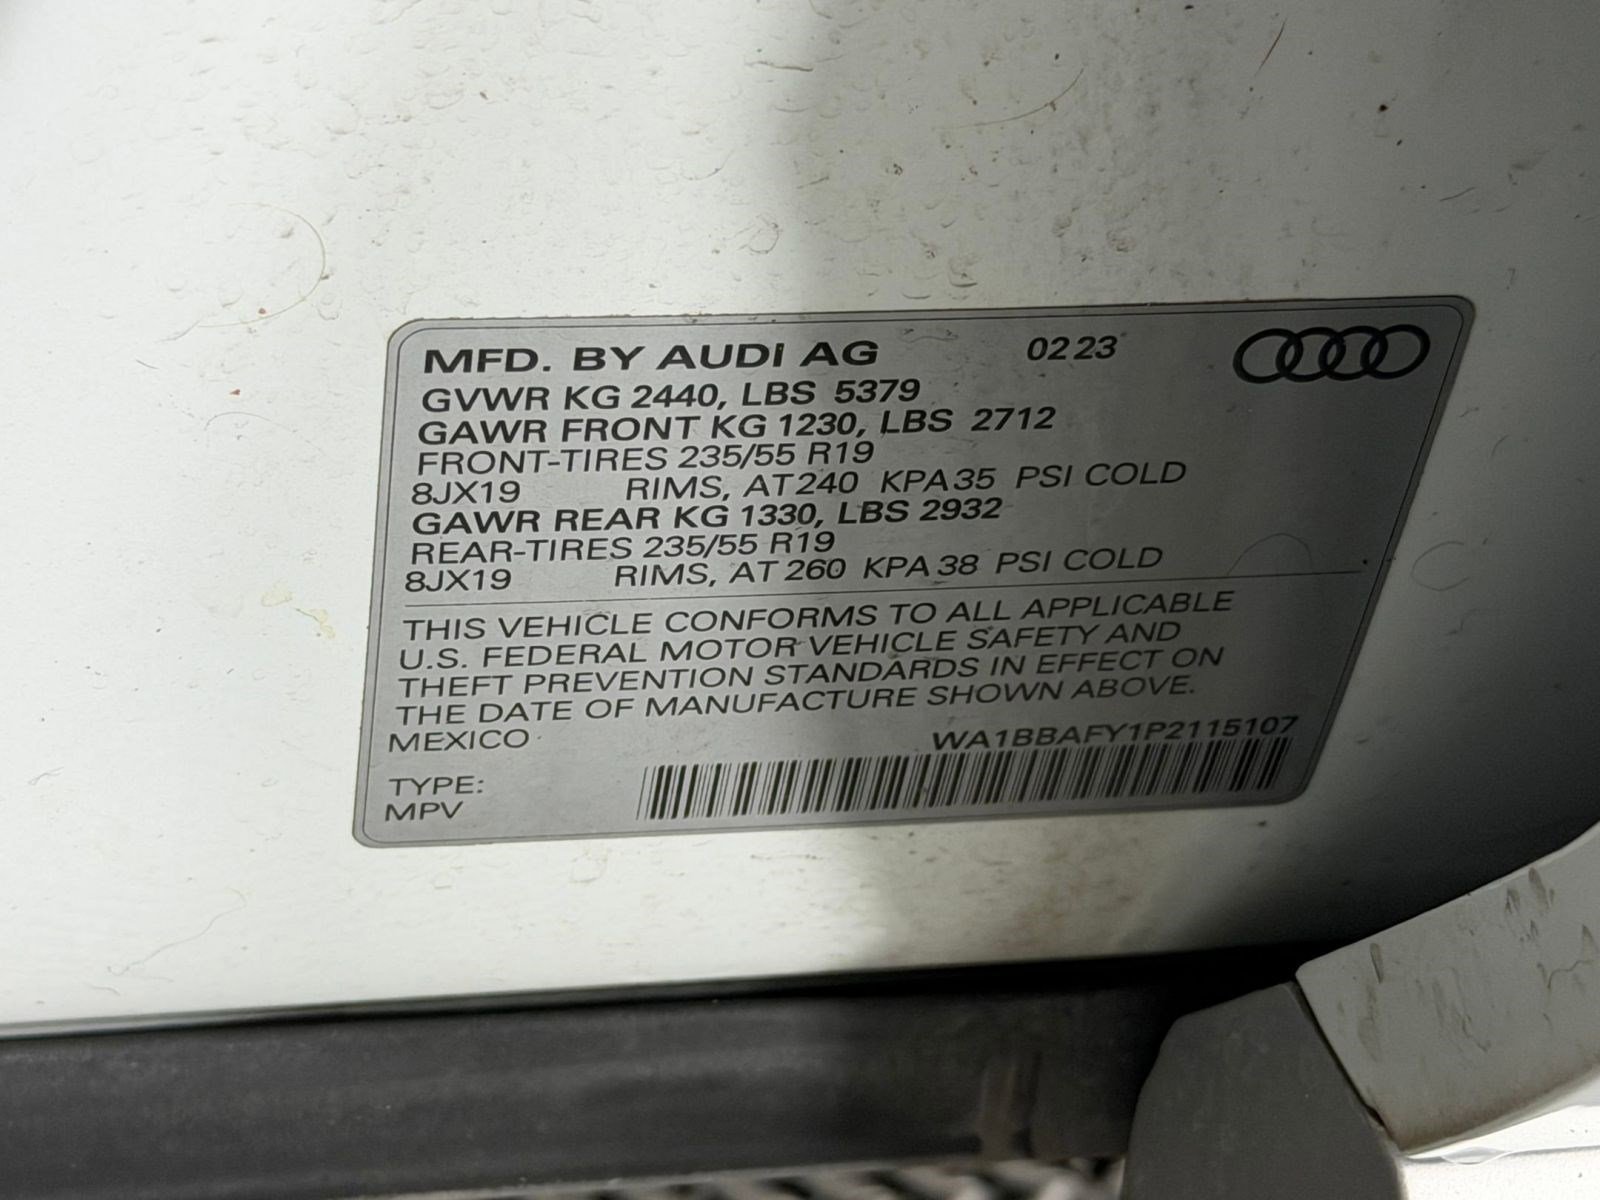 MFD. BY AUDI AG 02 23
GVWR KG 2440, LBS 5379
GAWR FRONT KG 1230, LBS 2712
FRONT-TIRES 235/55 R19
8JX19 RIMS, AT 240 KPA 35 PSI COLD
GAWR REAR KG 1330, LBS 2932
REAR-TIRES 235/55 R19
8JX19 RIMS, AT 260 KPA 38 PSI COLD
THIS VEHICLE CONFORMS TO ALL APPLICABLE
U.S. FEDERAL MOTOR VEHICLE SAFETY AND
THEFT PREVENTION STANDARDS IN EFFECT ON
THE DATE OF MANUFACTURE SHOWN ABOVE.
MEXICO WA1BBAFY1P2115107
TYPE:
MPV